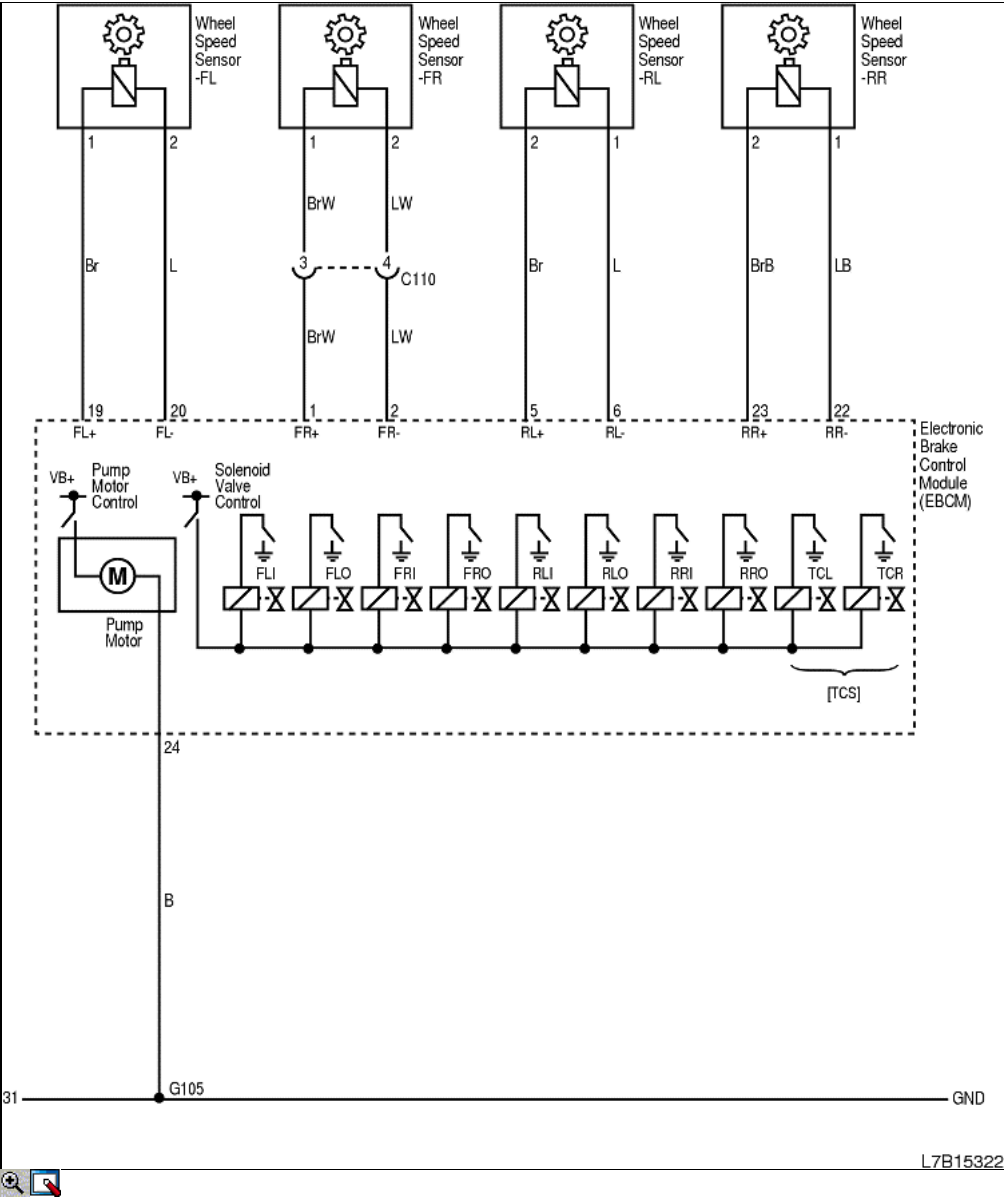 Wheel
Speed
Sensor
-FL
Wheel
Speed
Sensor
-FR
Wheel
Speed
Sensor
-RL
Wheel
Speed
Sensor
-RR
1 2 1 2 2 1 2 1
BrW LW
Br L 3 4 C110 Br L BrB LB
BrW LW
19 20 1 2 5 6 23 22
FL+ FL- FR+ FR- RL+ RL- RR+ RR-
Electronic
Brake
Control
Module
(EBCM)
VB+ Pump
Motor
Control
VB+ Solenoid
Valve
Control
FLI FLO FRI FRO RLI RLO RRI RRO TCL TCR
M
Pump
Motor
[TCS]
24
B
G105
31 GND
L7B15322